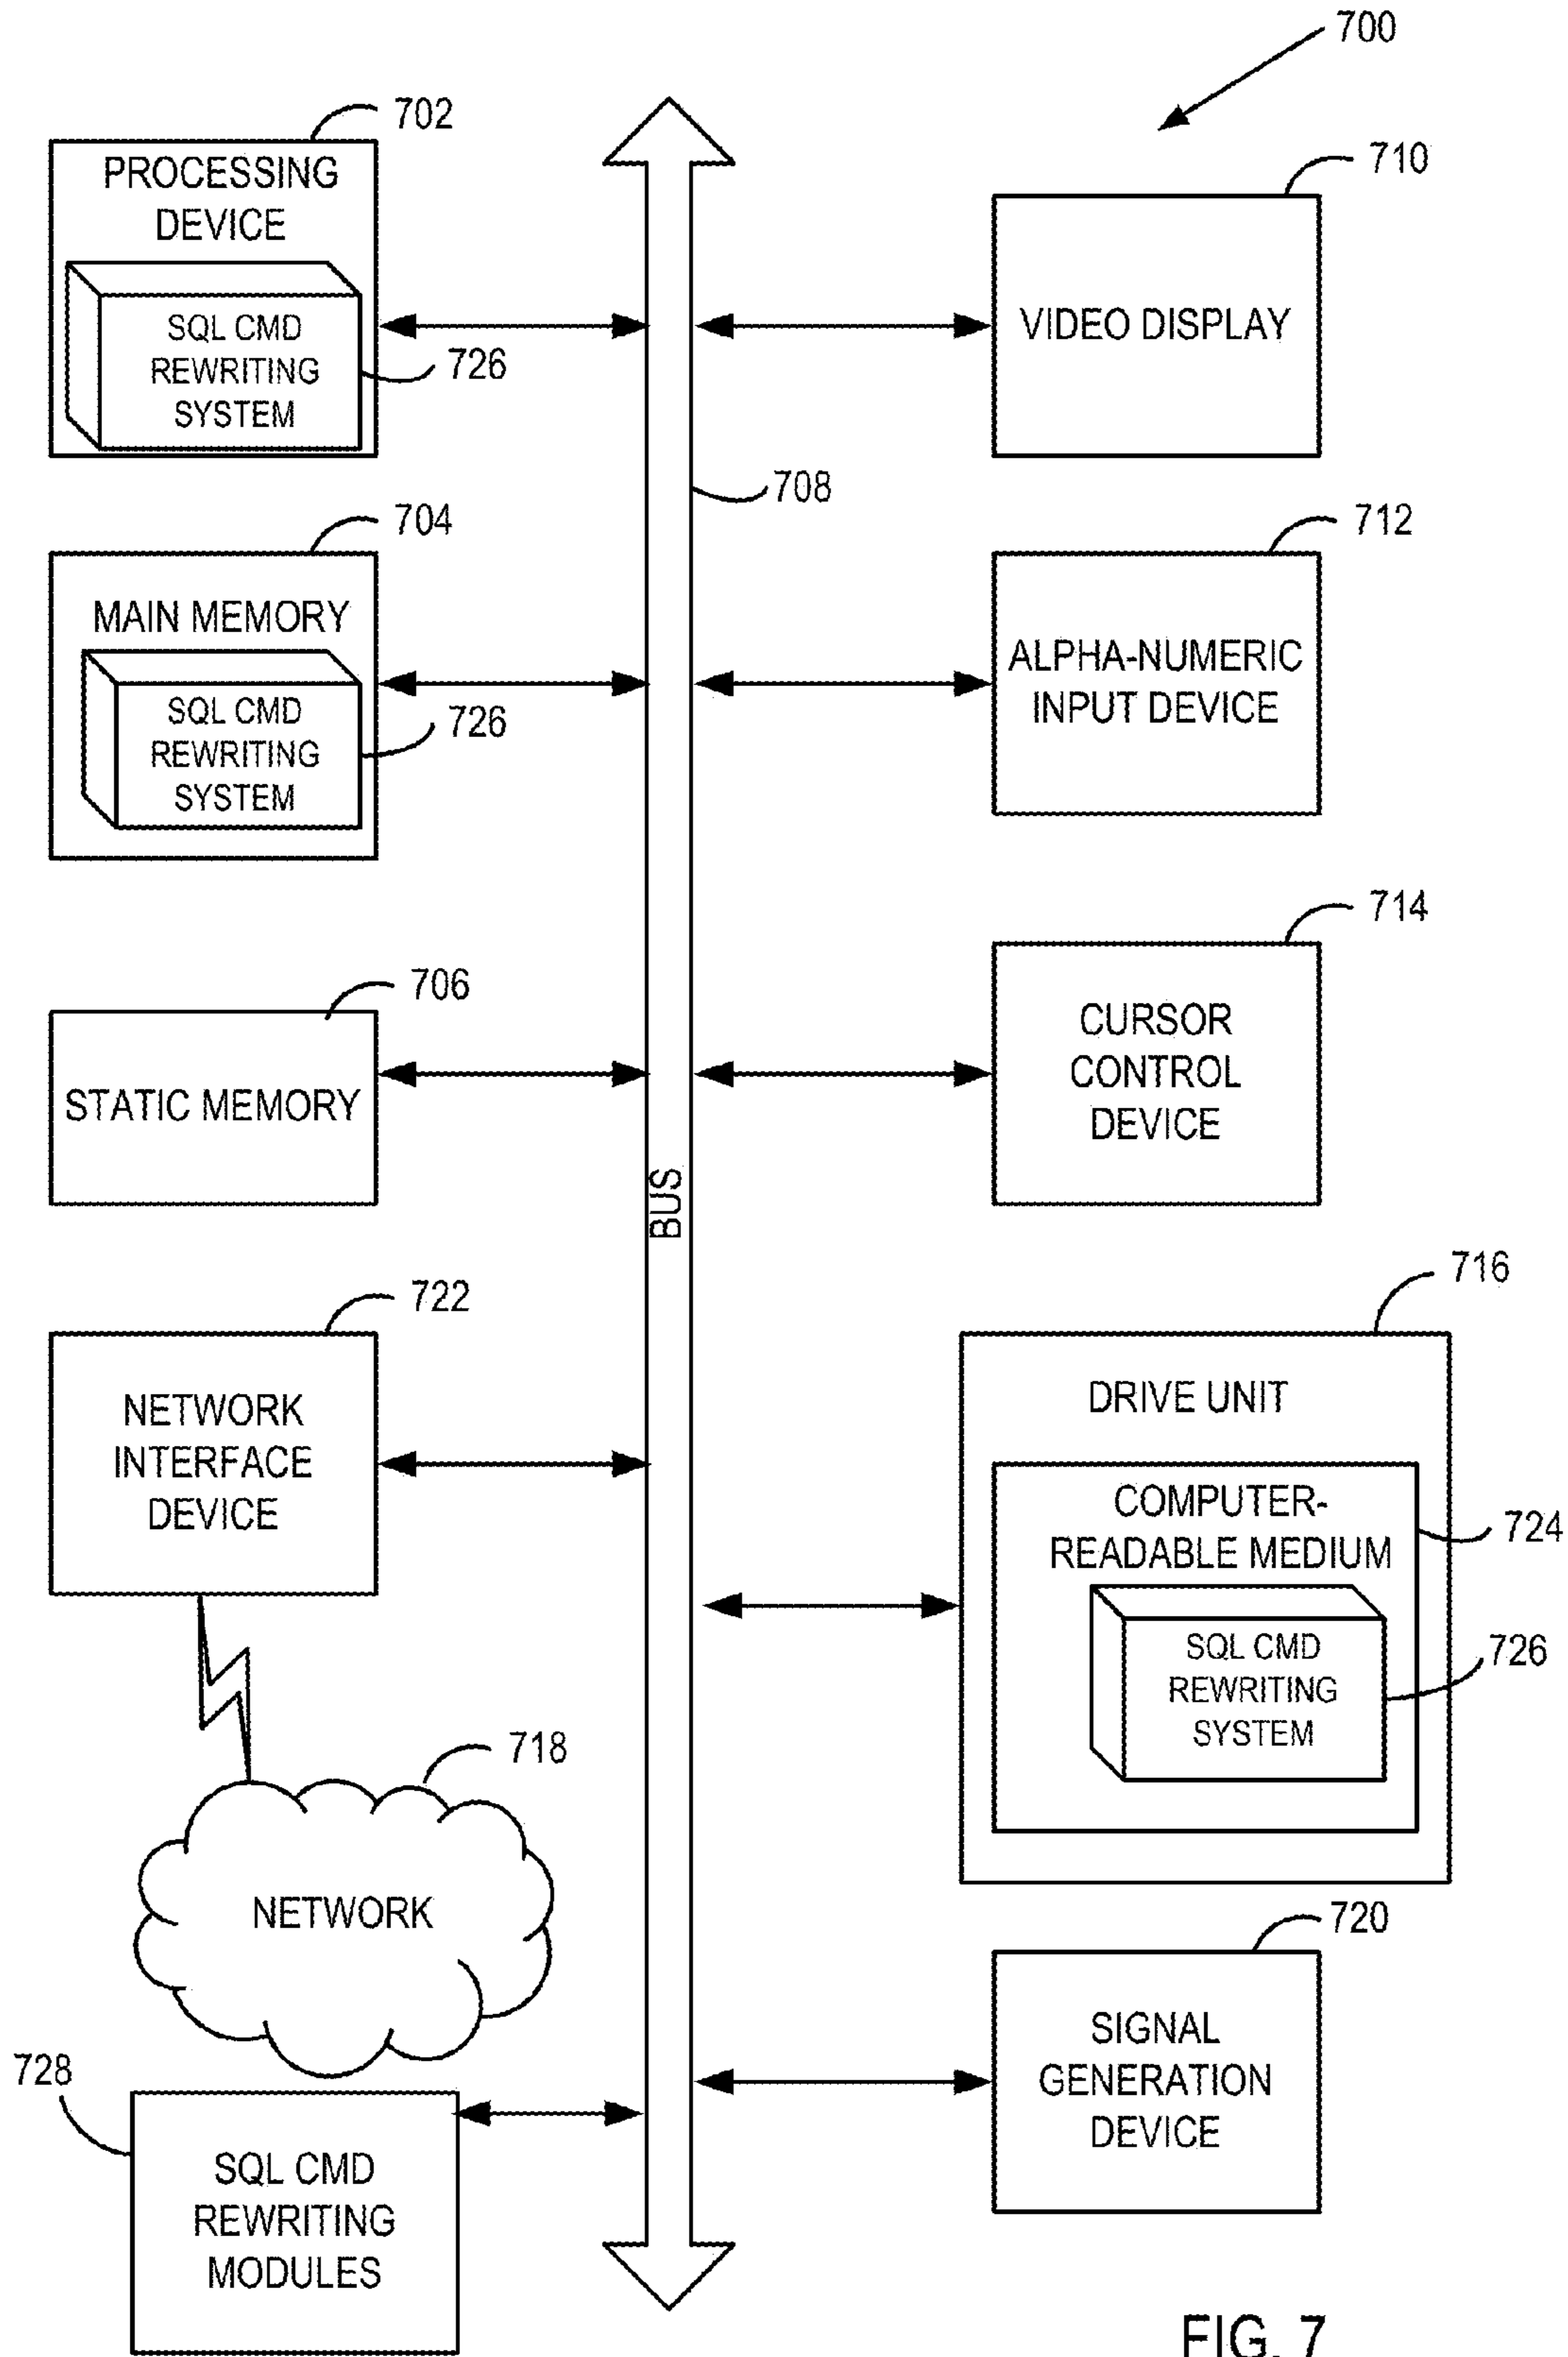 700
702
PROCESSING
DEVICE
SQL CMD
REWRITING
SYSTEM
726
710
VIDEO DISPLAY
708
704
MAIN MEMORY
SQL CMD
REWRITING
SYSTEM
726
712
ALPHA-NUMERIC
INPUT DEVICE
706
STATIC MEMORY
714
CURSOR
CONTROL
DEVICE
BUS
722
NETWORK
INTERFACE
DEVICE
716
DRIVE UNIT
COMPUTER-
READABLE MEDIUM
724
SQL CMD
REWRITING
SYSTEM
726
718
NETWORK
720
SIGNAL
GENERATION
DEVICE
728
SQL CMD
REWRITING
MODULES
FIG. 7